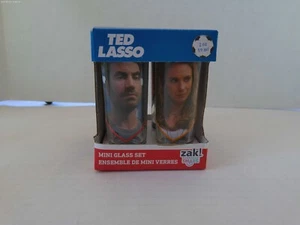 TED
LASSO
MINI GLASS SET
ENSEMBLE DE MINI VERRES
zak!